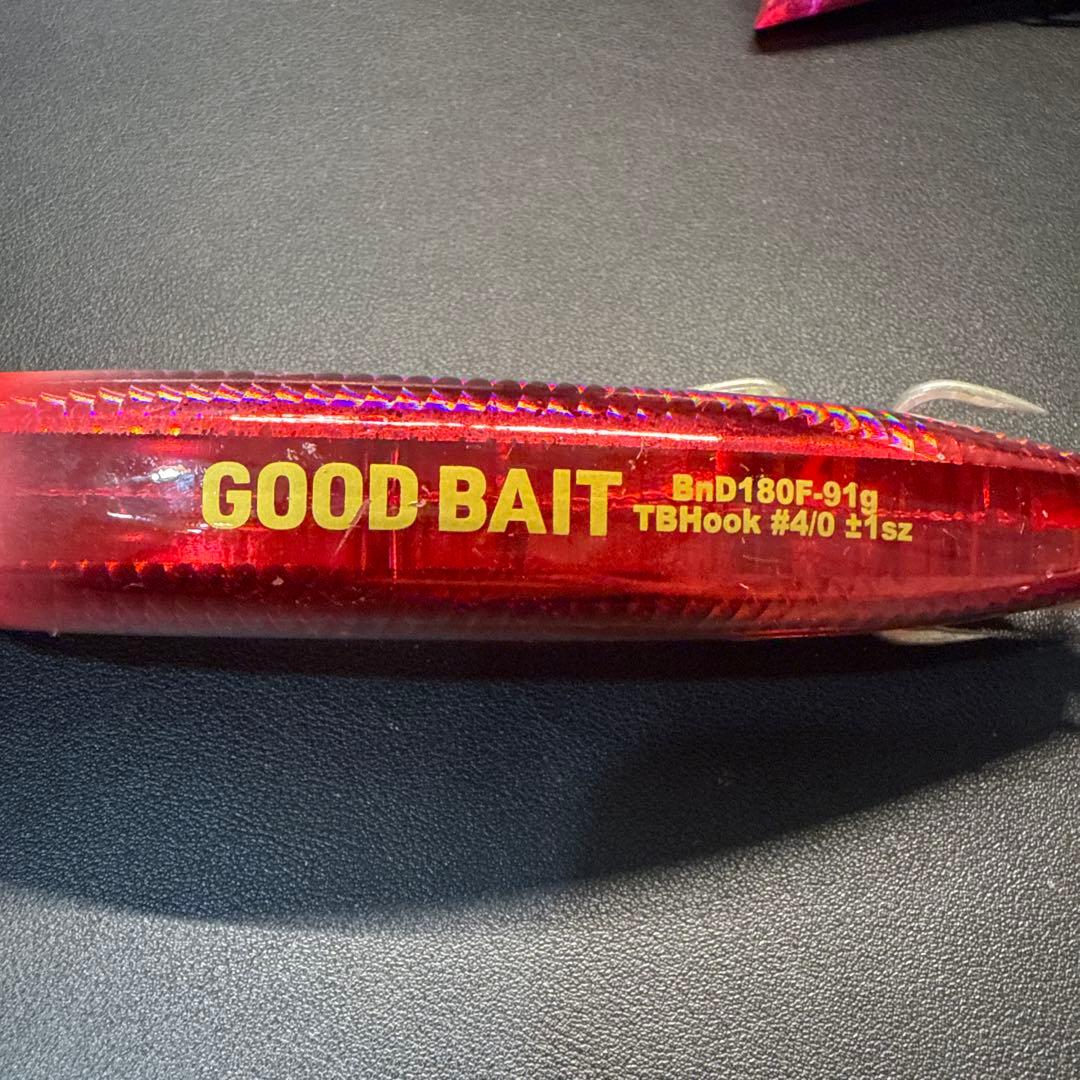 GOOD BAIT
BnD180F-91g
TBHook #4/0 ±1sz